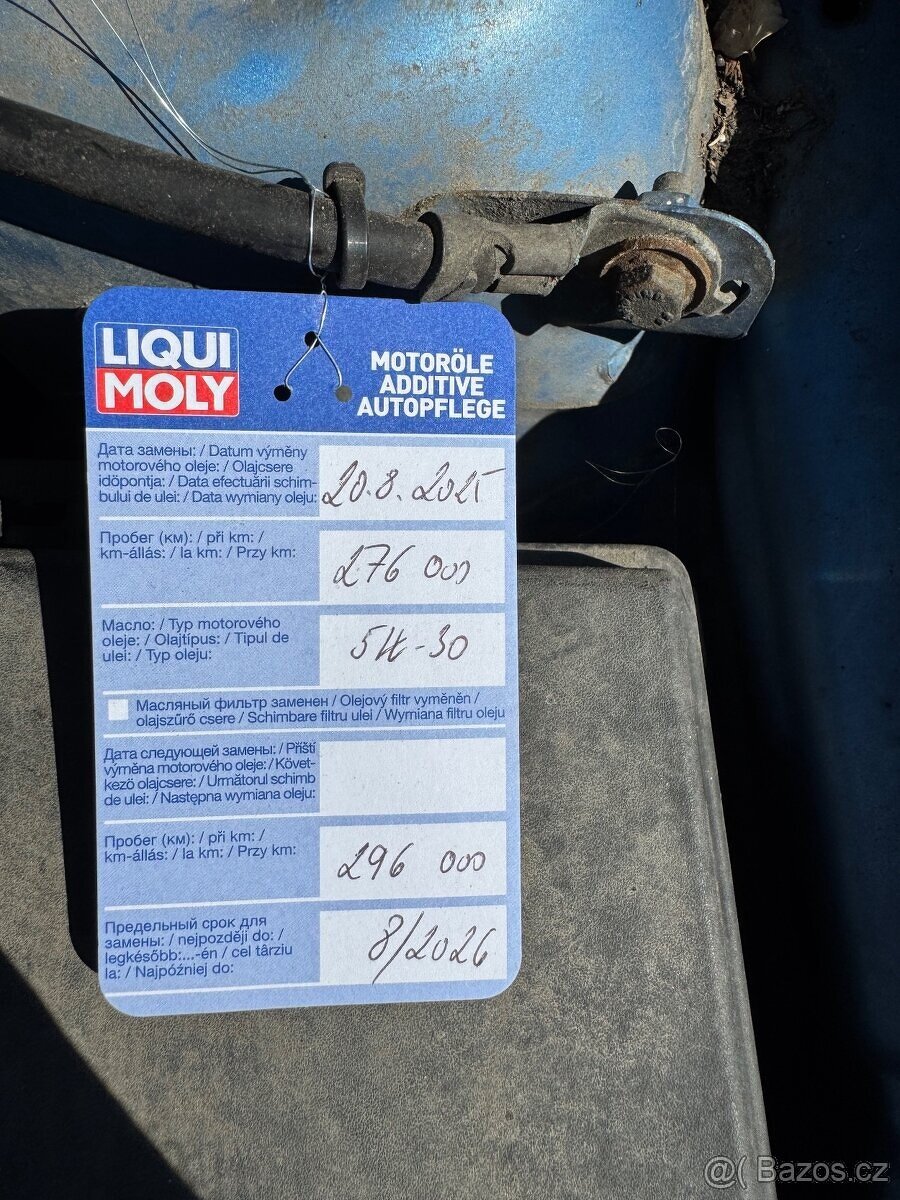 LIQUI
MOLY
MOTORÖLE
ADDITIVE
AUTOPFLEGE
Дата замены: / Datum výměny
motorového oleje: / Olajcsere
időpontja: / Data efectuării schim-
bului de ulei: / Data wymiany oleju:
20.8.2025
Пробег (км): / při km: /
km-állás: / la km: / Przy km:
276 000
Масло: / Typ motorového
oleje: / Olajtípus: / Tipul de
ulei: / Typ oleju:
5W-30
Масляный фильтр заменен / Olejový filtr vyměněn /
olajszűrő csere / Schimbare filtru ulei / Wymiana filtru oleju
Дата следующей замены: / Příští
výměna motorového oleje: / Követ-
kező olajcsere: / Următorul schimb
de ulei: / Następna wymiana oleju:
Пробег (км): / při km: /
km-állás: / la km: / Przy km:
296 000
Предельный срок для
замены: / nejpozději do: /
legkésőbb:...-én / cel târziu
la: / Najpóźniej do:
8/2026
@( Bazos.cz